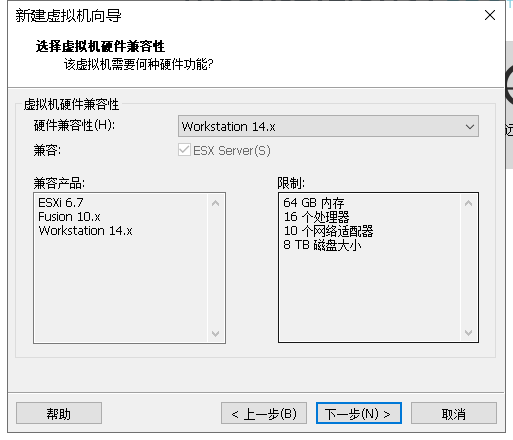 新建虚拟机向导
选择虚拟机硬件兼容性
该虚拟机需要何种硬件功能?
虚拟机硬件兼容性
硬件兼容性(H): Workstation 14.x
兼容: ESX Server(S)
兼容产品:
ESXi 6.7
Fusion 10.x
Workstation 14.x
限制:
64 GB 内存
16 个处理器
10 个网络适配器
8 TB 磁盘大小
帮助 < 上一步(B) 下一步(N) > 取消